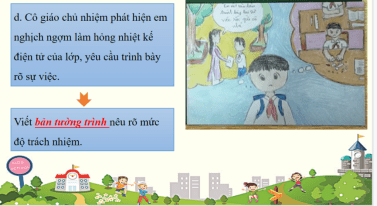 d. Cô giáo chủ nhiệm phát hiện em
nghịch ngợm làm hỏng nhiệt kế
điện tử của lớp, yêu cầu trình bày
rõ sự việc.
Viết bản tường trình nêu rõ mức
độ trách nhiệm.